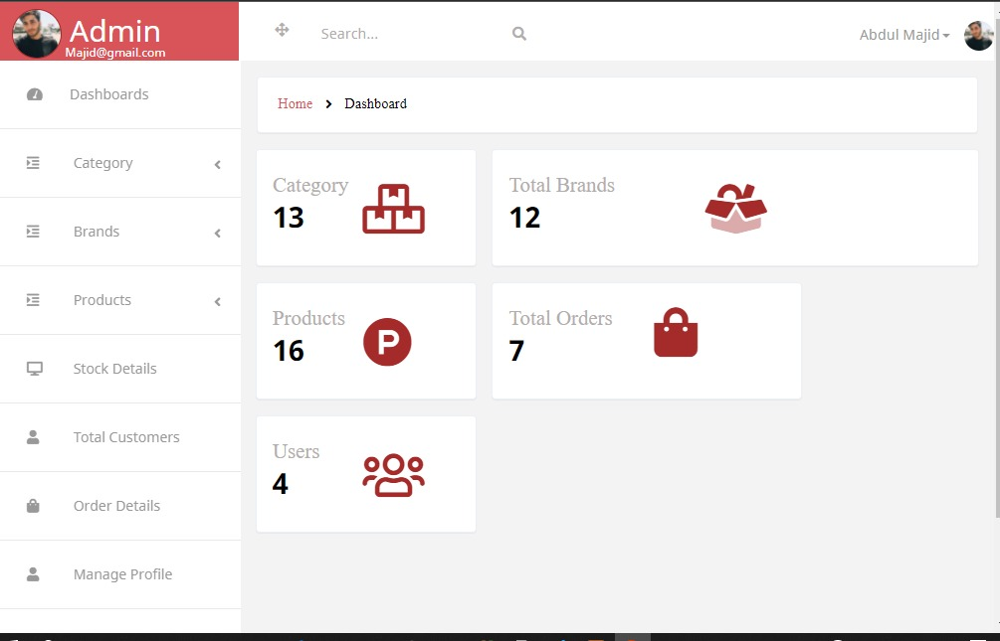 Admin
Majid@gmail.com
Search...
Abdul Majid
Dashboards
Category
Brands
Products
Stock Details
Total Customers
Order Details
Manage Profile
Home > Dashboard
Category
13
Total Brands
12
Products
16
P
Total Orders
7
Users
4